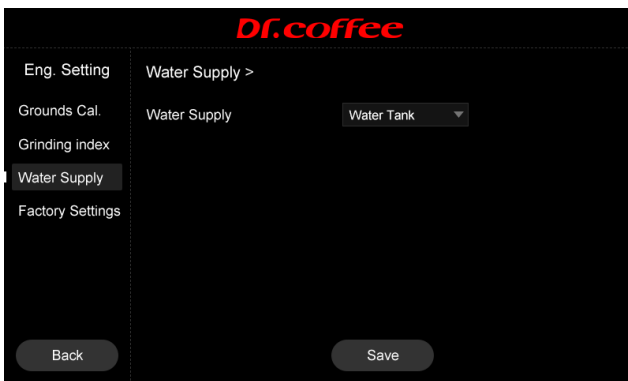 Dr.coffee
Eng. Setting
Grounds Cal.
Grinding index
Water Supply
Factory Settings
Back
Water Supply >
Water Supply
Water Tank
Save